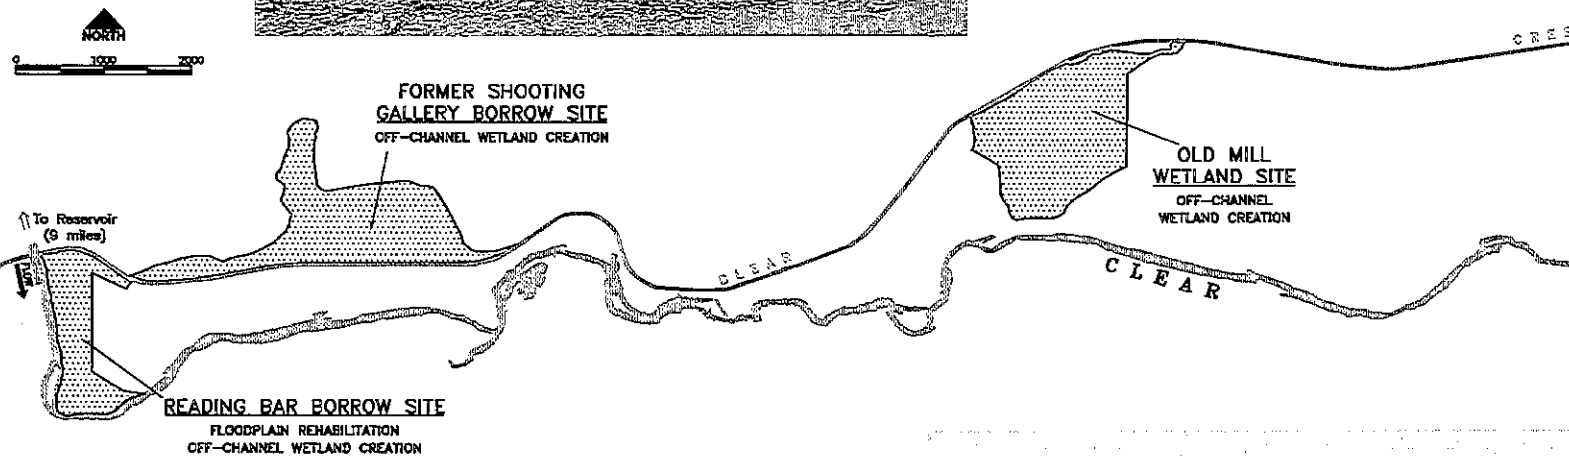 NORTH
0 1000 2000
FORMER SHOOTING
GALLERY BORROW SITE
OFF-CHANNEL WETLAND CREATION
To Reservoir
(9 miles)
OLD MILL
WETLAND SITE
OFF-CHANNEL
WETLAND CREATION
CLEAR
CREE
CLEAR
READING BAR BORROW SITE
FLOODPLAIN REHABILITATION
OFF-CHANNEL WETLAND CREATION